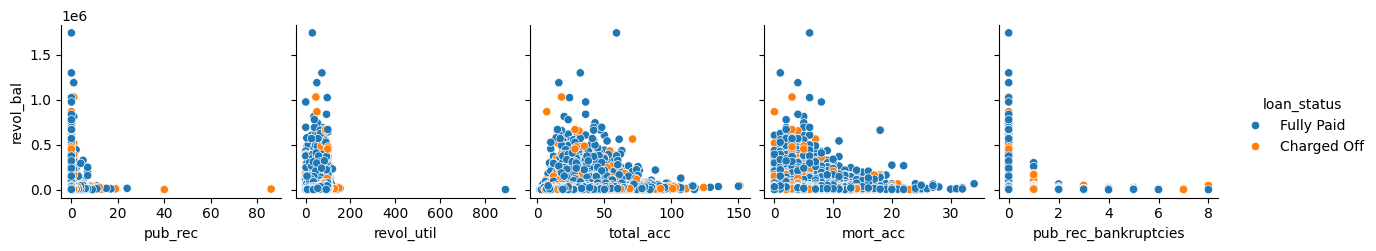 1e6
1.5
1.0
0.5
0.0
revol_bal
0 20 40 60 80
pub_rec
0 200 400 600 800
revol_util
0 50 100 150
total_acc
0 10 20 30
mort_acc
0 2 4 6 8
pub_rec_bankruptcies
loan_status
Fully Paid
Charged Off